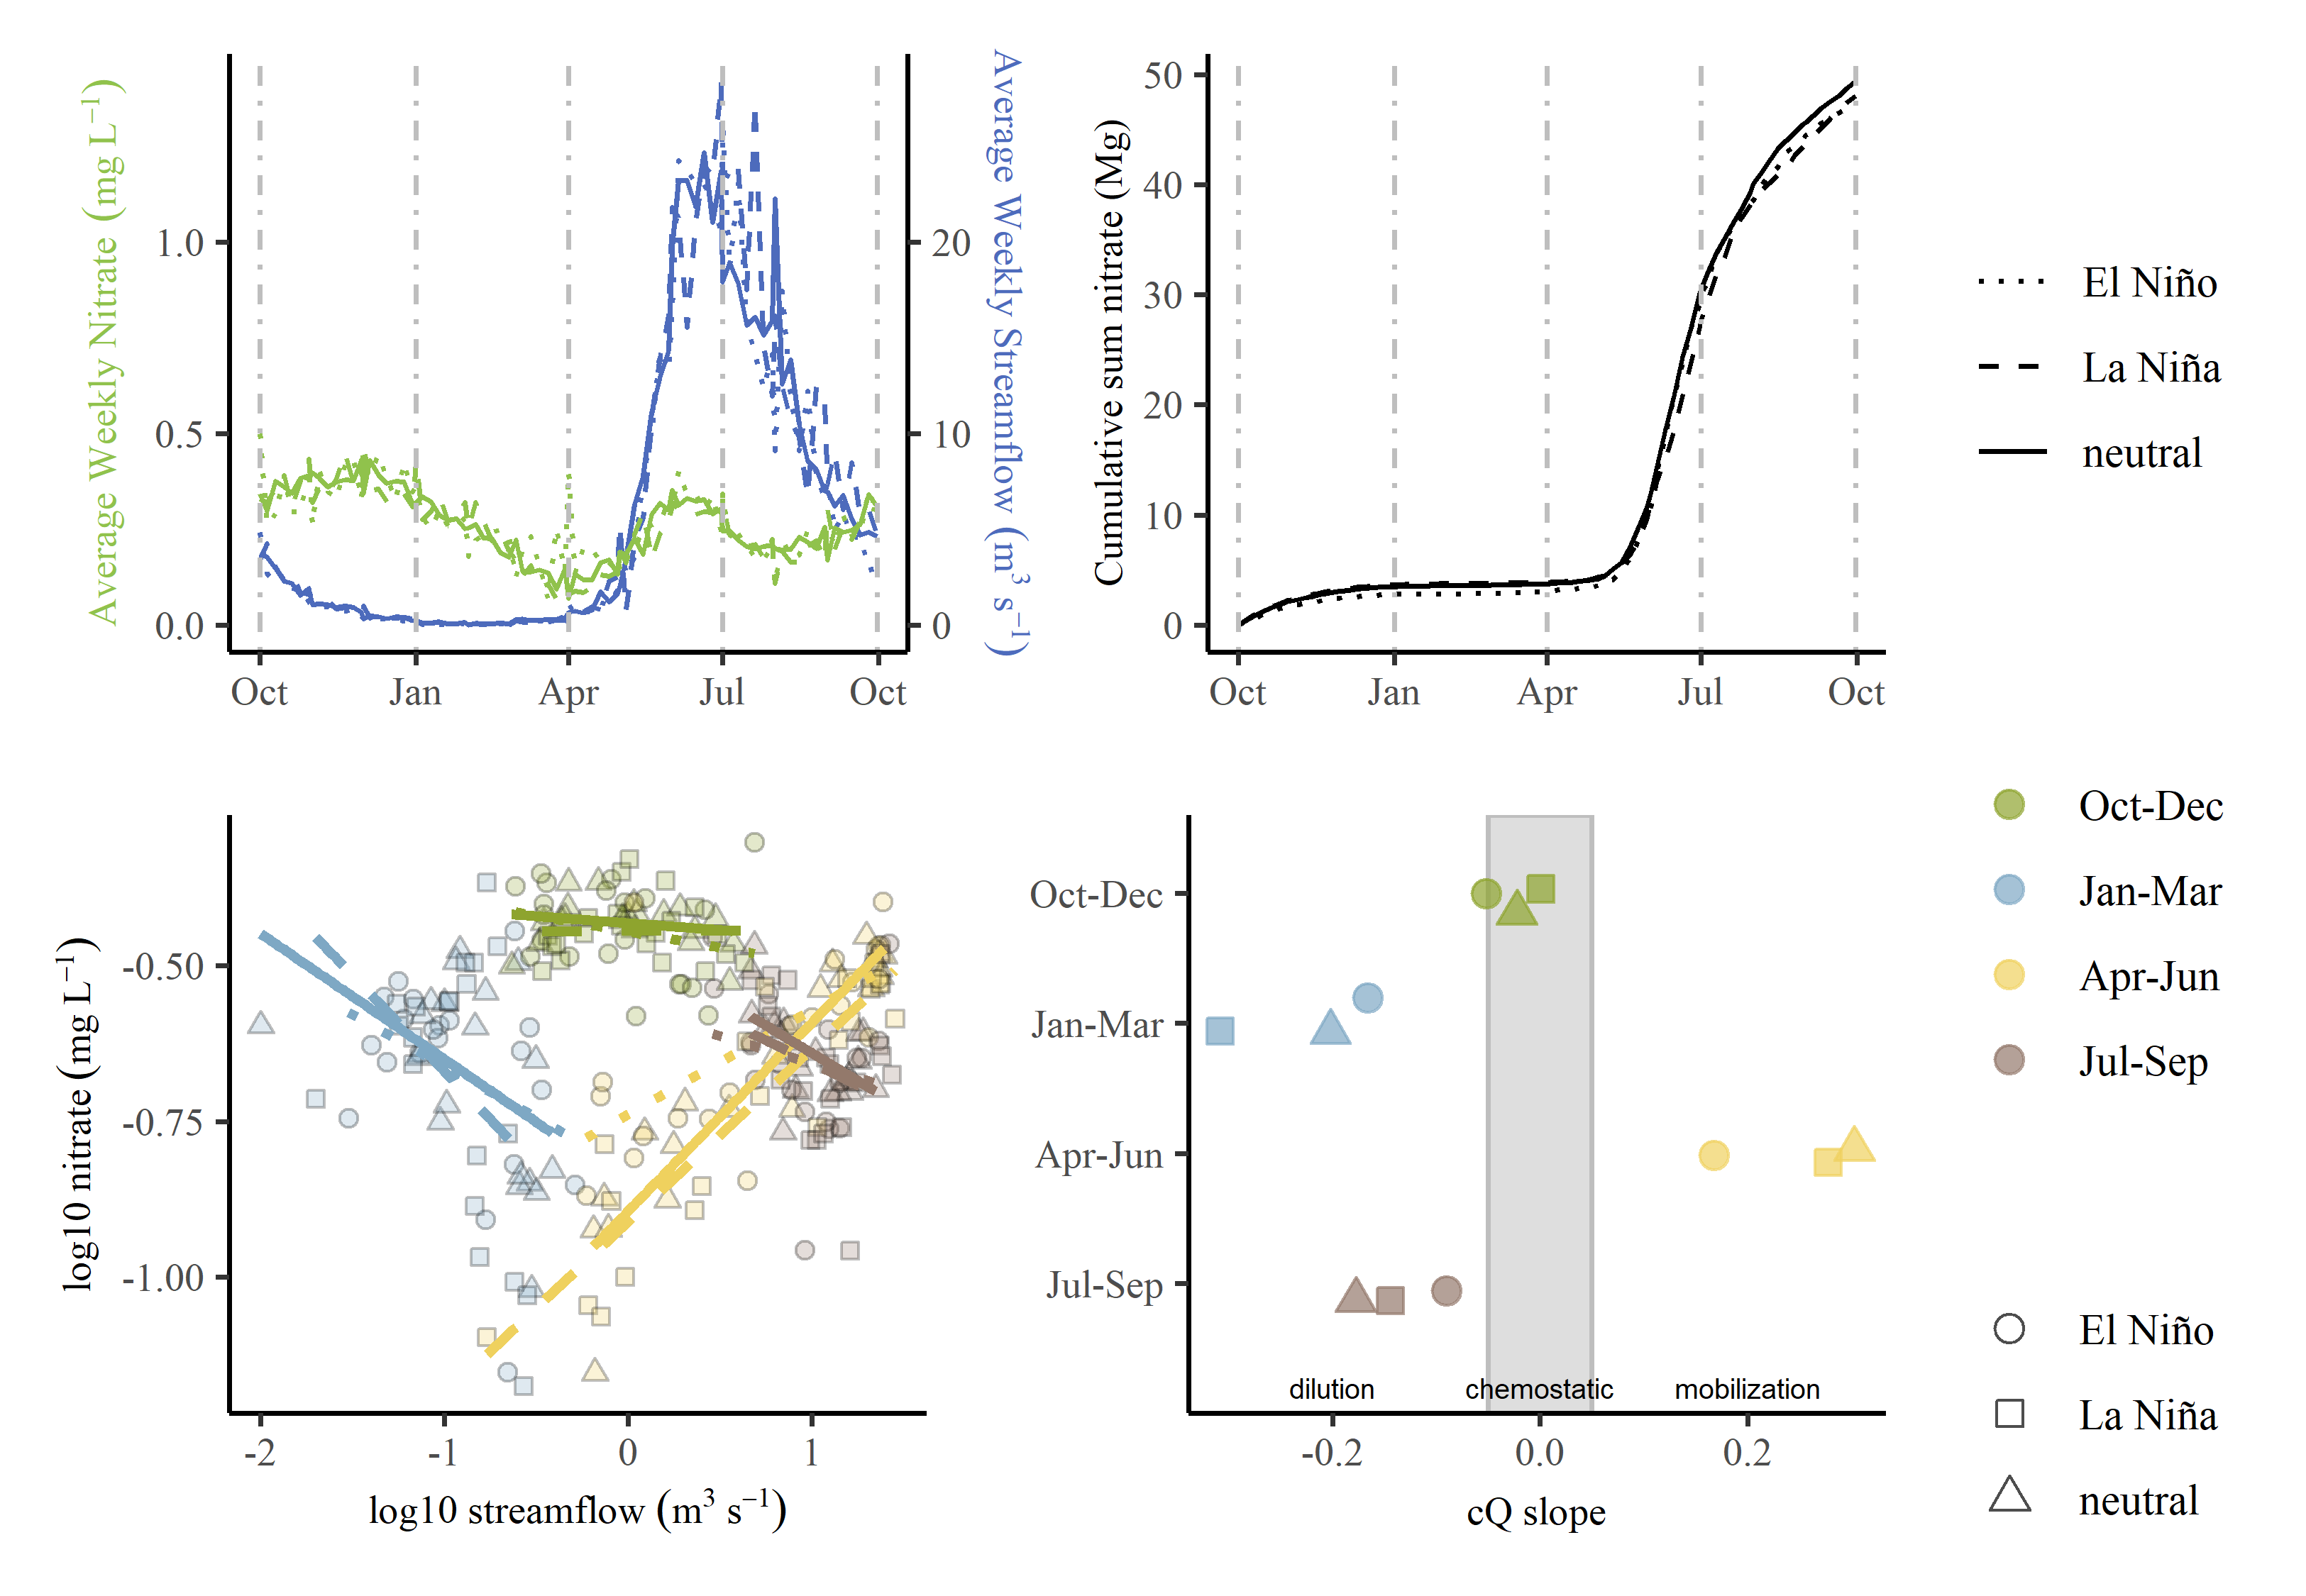 Average Weekly Nitrate (mg L⁻¹)
1.0
0.5
0.0
20
10
0
Average Weekly Streamflow (m³ s⁻¹)
Oct Jan Apr Jul Oct
Cumulative sum nitrate (Mg)
50
40
30
20
10
0
Oct Jan Apr Jul Oct
El Niño
La Niña
neutral
log10 nitrate (mg L⁻¹)
-0.50
-0.75
-1.00
-2 -1 0 1
log10 streamflow (m³ s⁻¹)
Oct-Dec
Jan-Mar
Apr-Jun
Jul-Sep
dilution chemostatic mobilization
-0.2 0.0 0.2
cQ slope
Oct-Dec
Jan-Mar
Apr-Jun
Jul-Sep
El Niño
La Niña
neutral